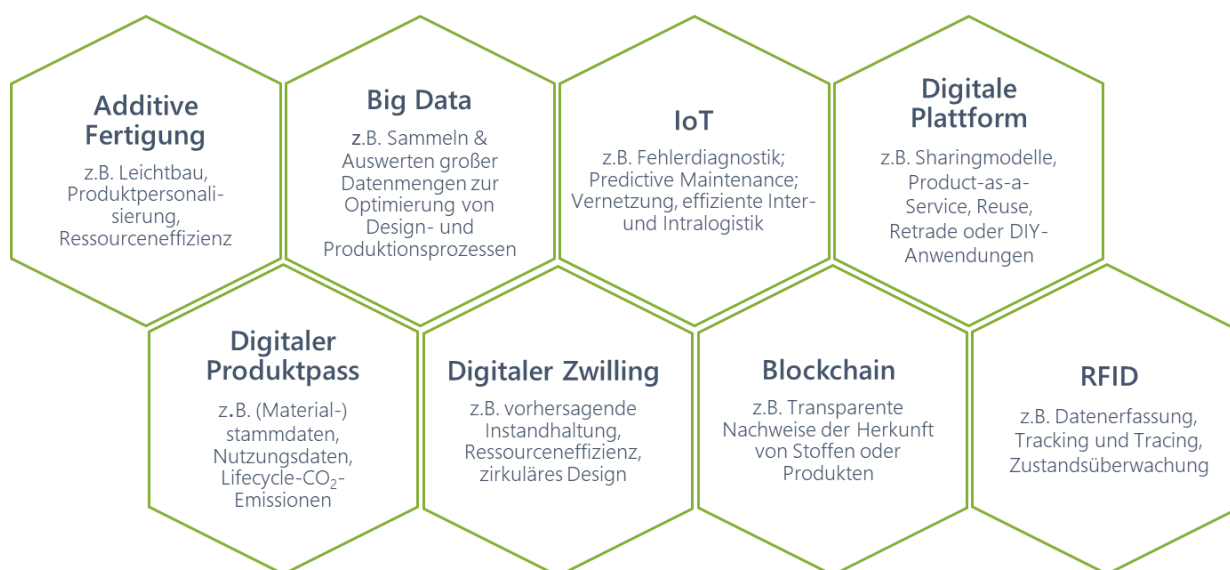 Additive
Fertigung
z.B. Leichtbau,
Produktpersonali-
sierung,
Ressourceneffizienz
Big Data
z.B. Sammeln &
Auswerten großer
Datenmengen zur
Optimierung von
Design- und
Produktionsprozessen
IoT
z.B. Fehlerdiagnostik;
Predictive Maintenance;
Vernetzung, effiziente Inter-
und Intralogistik
Digitale
Plattform
z.B. Sharingmodelle,
Product-as-a-
Service, Reuse,
Retrade oder DIY-
Anwendungen
Digitaler
Produktpass
z.B. (Material-)
stammdaten,
Nutzungsdaten,
Lifecycle-CO₂-
Emissionen
Digitaler Zwilling
z.B. vorhersagende
Instandhaltung,
Ressourceneffizienz,
zirkuläres Design
Blockchain
z.B. Transparente
Nachweise der Herkunft
von Stoffen oder
Produkten
RFID
z.B. Datenerfassung,
Tracking und Tracing,
Zustandsüberwachung